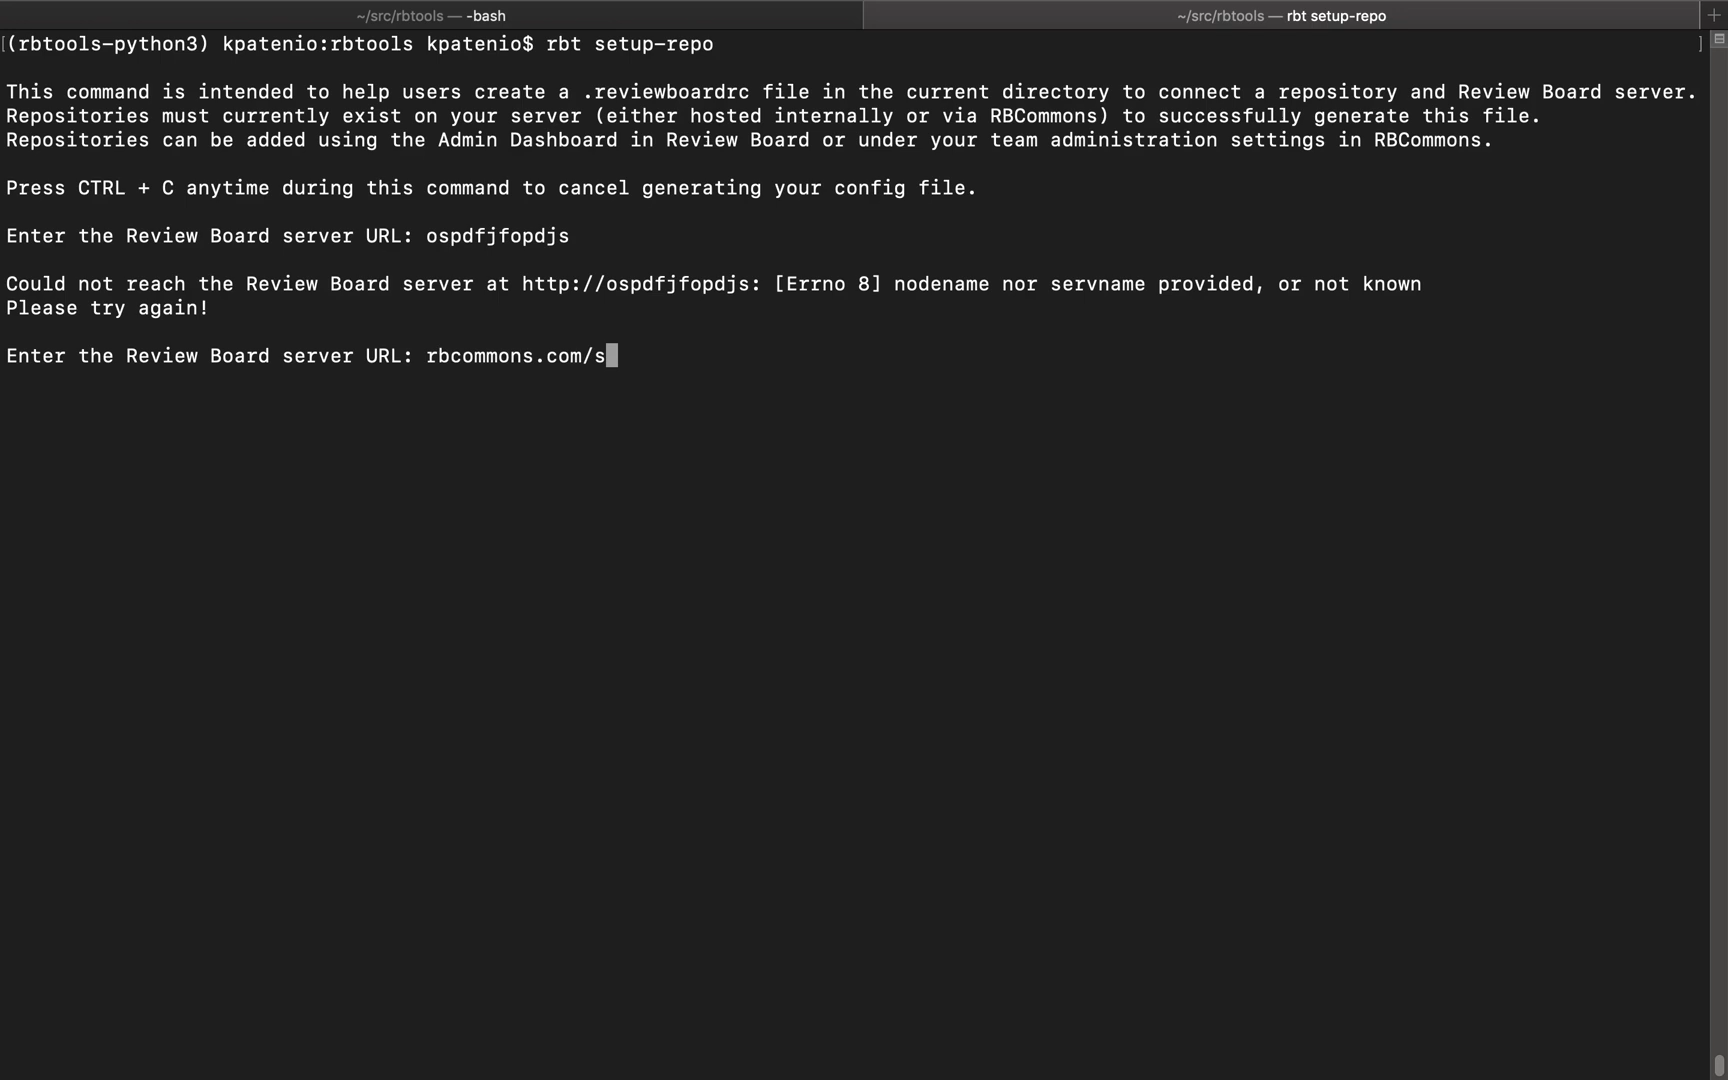 ~/src/rbtools — -bash
~/src/rbtools — rbt setup-repo
[(rbtools-python3) kpatenio:rbtools kpatenio$ rbt setup-repo ]
This command is intended to help users create a .reviewboardrc file in the current directory to connect a repository and Review Board server.
Repositories must currently exist on your server (either hosted internally or via RBCommons) to successfully generate this file.
Repositories can be added using the Admin Dashboard in Review Board or under your team administration settings in RBCommons.
Press CTRL + C anytime during this command to cancel generating your config file.
Enter the Review Board server URL: ospdfjfopdjs
Could not reach the Review Board server at http://ospdfjfopdjs: [Errno 8] nodename nor servname provided, or not known
Please try again!
Enter the Review Board server URL: rbcommons.com/s